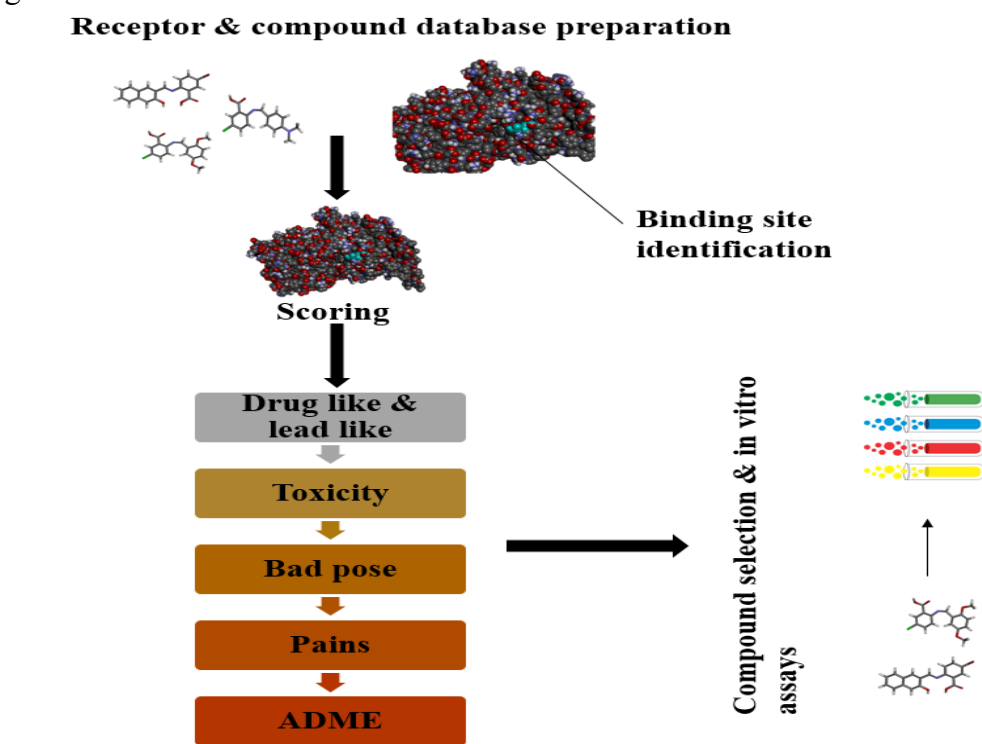 Receptor & compound database preparation
Binding site
identification
Scoring
Drug like &
lead like
Toxicity
Bad pose
Pains
ADME
Compound selection & in vitro
assays